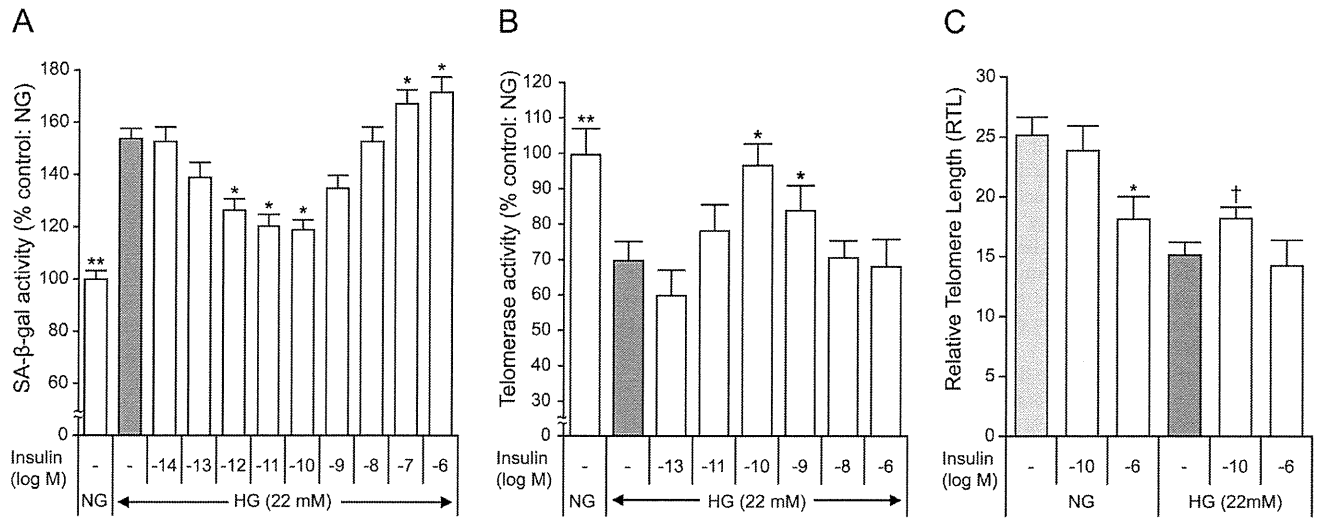 A
SA-β-gal activity (% control: NG)
180
160
140
120
100
80
60
0
**
*
*
*
*
*
Insulin
(log M)
- - -14 -13 -12 -11 -10 -9 -8 -7 -6
NG HG (22 mM)
B
Telomerase activity (% control: NG)
120
110
100
90
80
70
60
50
40
30
0
**
*
*
Insulin
(log M)
- - -13 -11 -10 -9 -8 -6
NG HG (22 mM)
C
Relative Telomere Length (RTL)
30
25
20
15
10
5
0
*
†
Insulin
(log M)
- -10 -6 - -10 -6
NG HG (22mM)